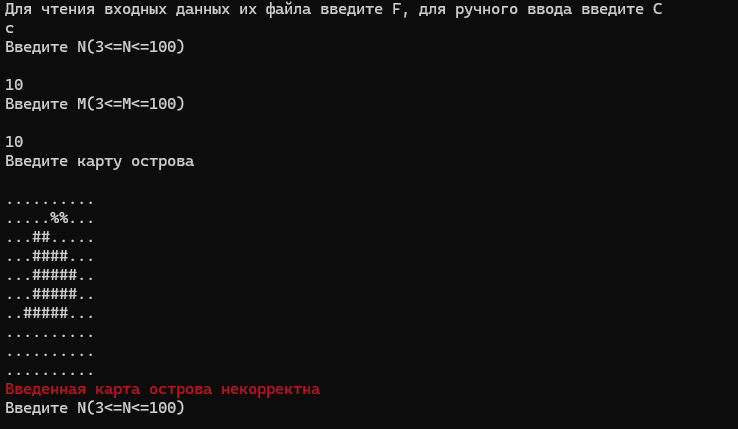 Для чтения входных данных их файла введите F, для ручного ввода введите C
c
Введите N(3<=N<=100)
10
Введите M(3<=M<=100)
10
Введите карту острова
..........
.....%%...
...##.....
...####...
...#####..
...#####..
..#####...
..........
..........
..........
Введенная карта острова некорректна
Введите N(3<=N<=100)